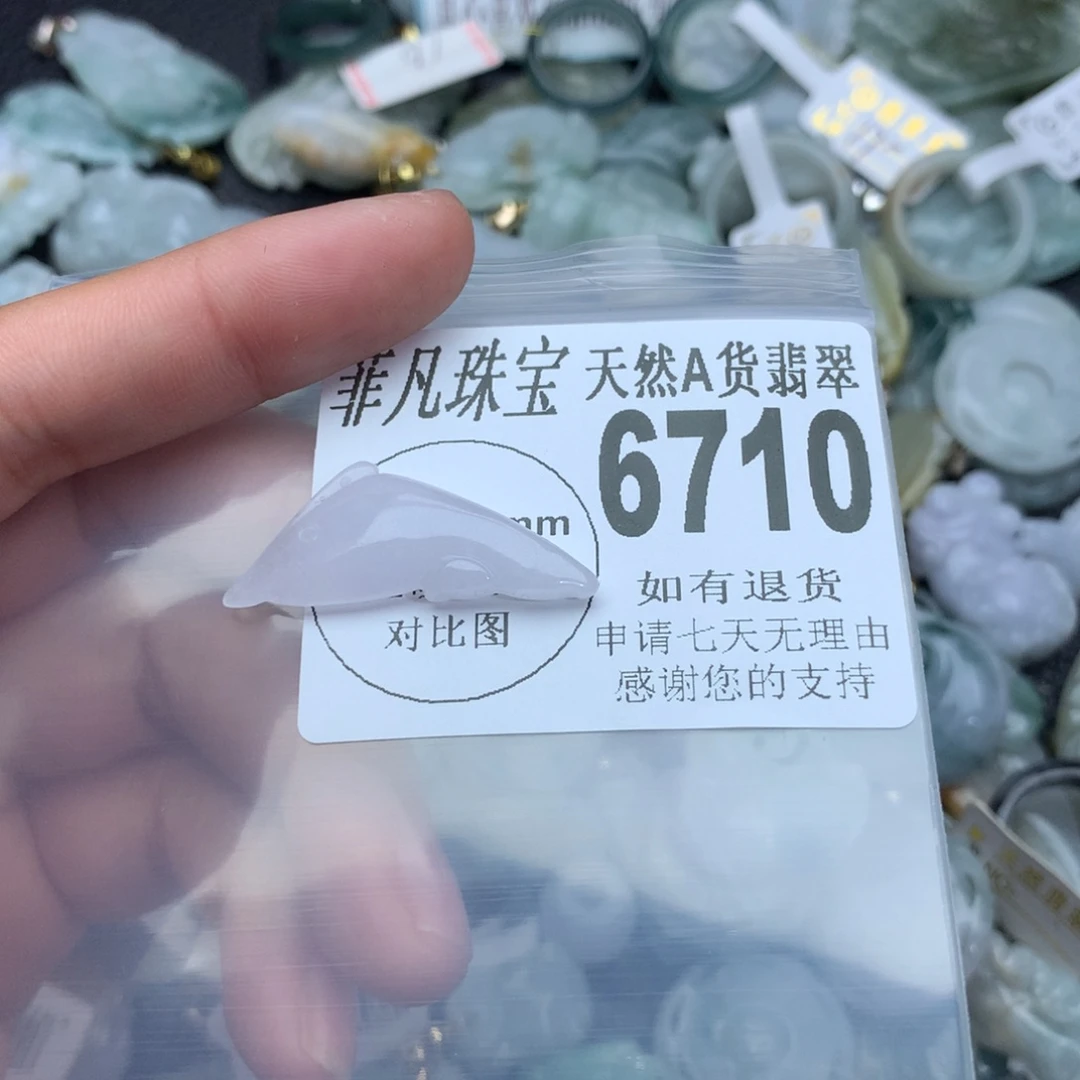 菲凡珠宝 天然A货翡翠
6710
mm
对比图
如有退货
申请七天无理由
感谢您的支持